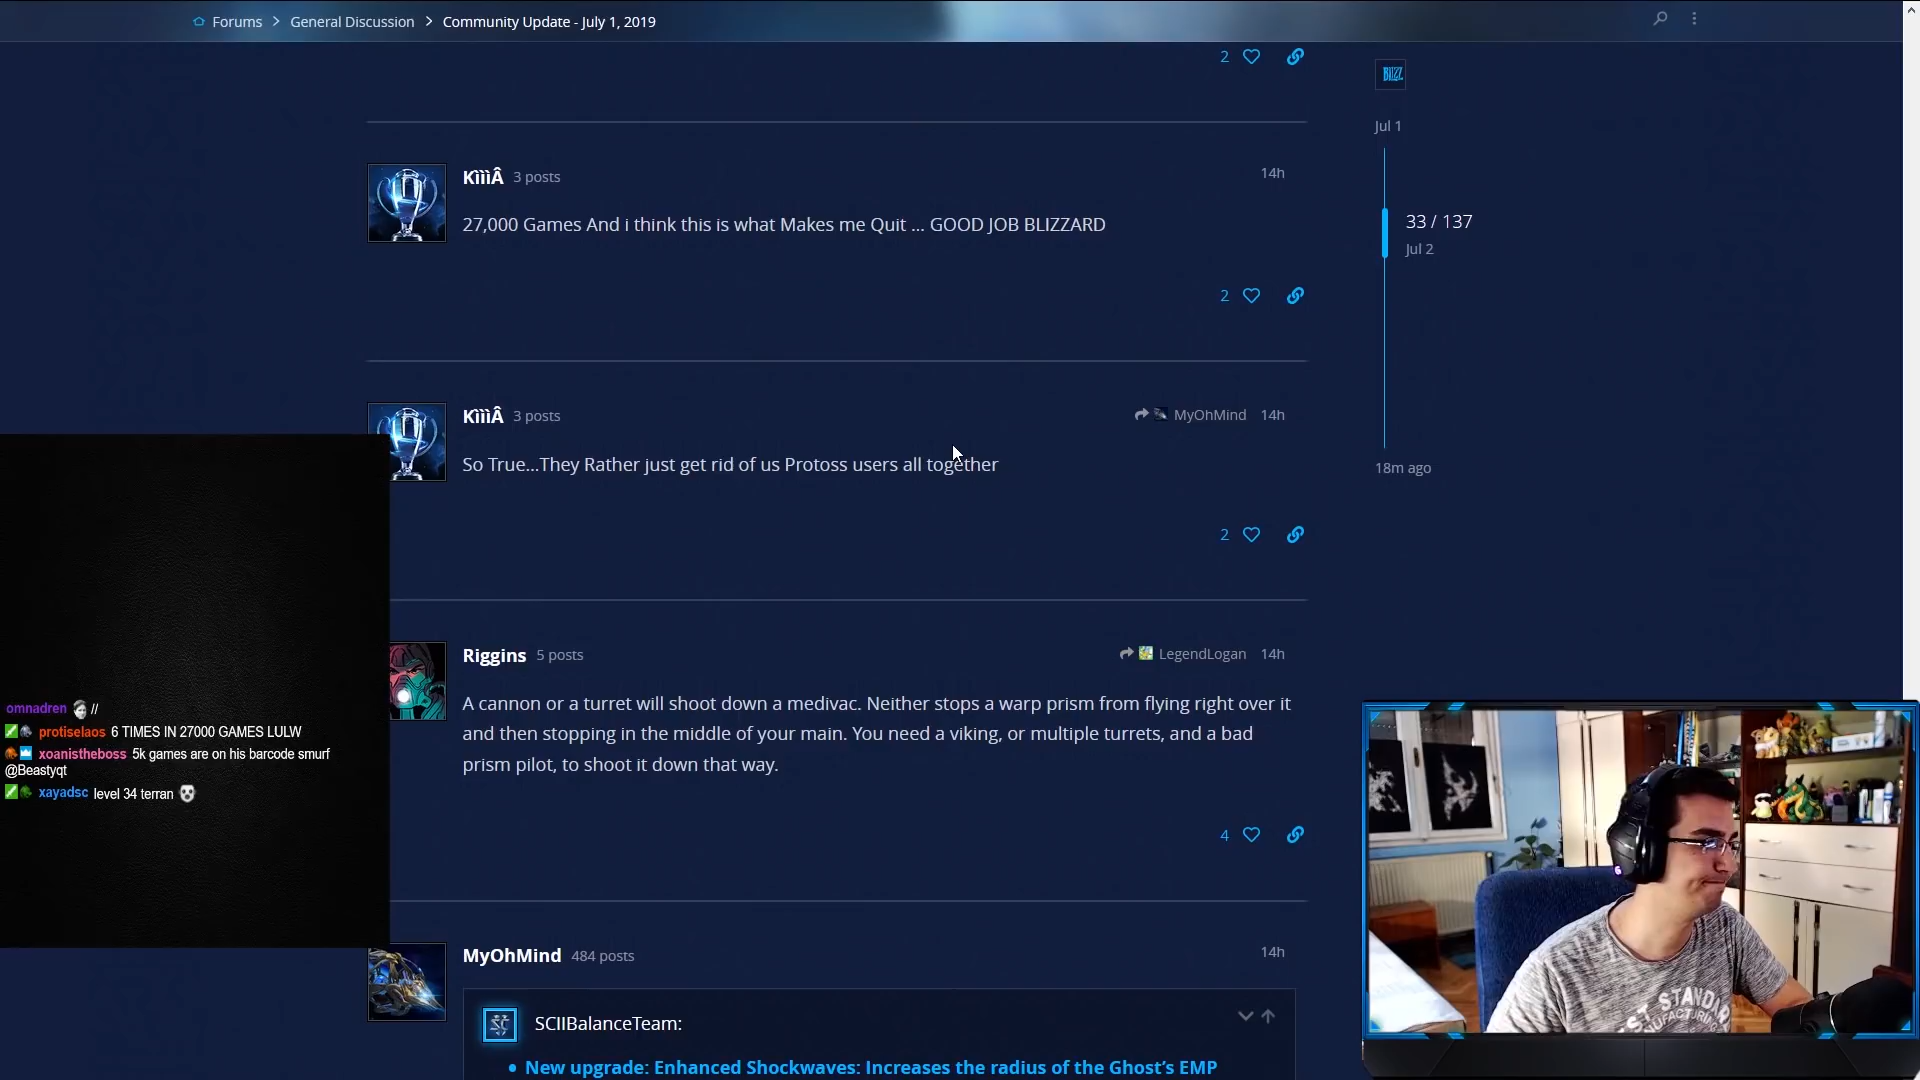 Forums > General Discussion > Community Update - July 1, 2019
2
BLIZZ
Jul 1
33 / 137
Jul 2
18m ago
KìììÂ 3 posts 14h
27,000 Games And i think this is what Makes me Quit … GOOD JOB BLIZZARD
2
KìììÂ 3 posts MyOhMind 14h
So True…They Rather just get rid of us Protoss users all together
2
Riggins 5 posts LegendLogan 14h
A cannon or a turret will shoot down a medivac. Neither stops a warp prism from flying right over it
and then stopping in the middle of your main. You need a viking, or multiple turrets, and a bad
prism pilot, to shoot it down that way.
4
MyOhMind 484 posts 14h
SCIIBalanceTeam:
• New upgrade: Enhanced Shockwaves: Increases the radius of the Ghost’s EMP
omnadren //
protiselaos 6 TIMES IN 27000 GAMES LULW
xoanistheboss 5k games are on his barcode smurf
@Beastyqt
xayadsc level 34 terran